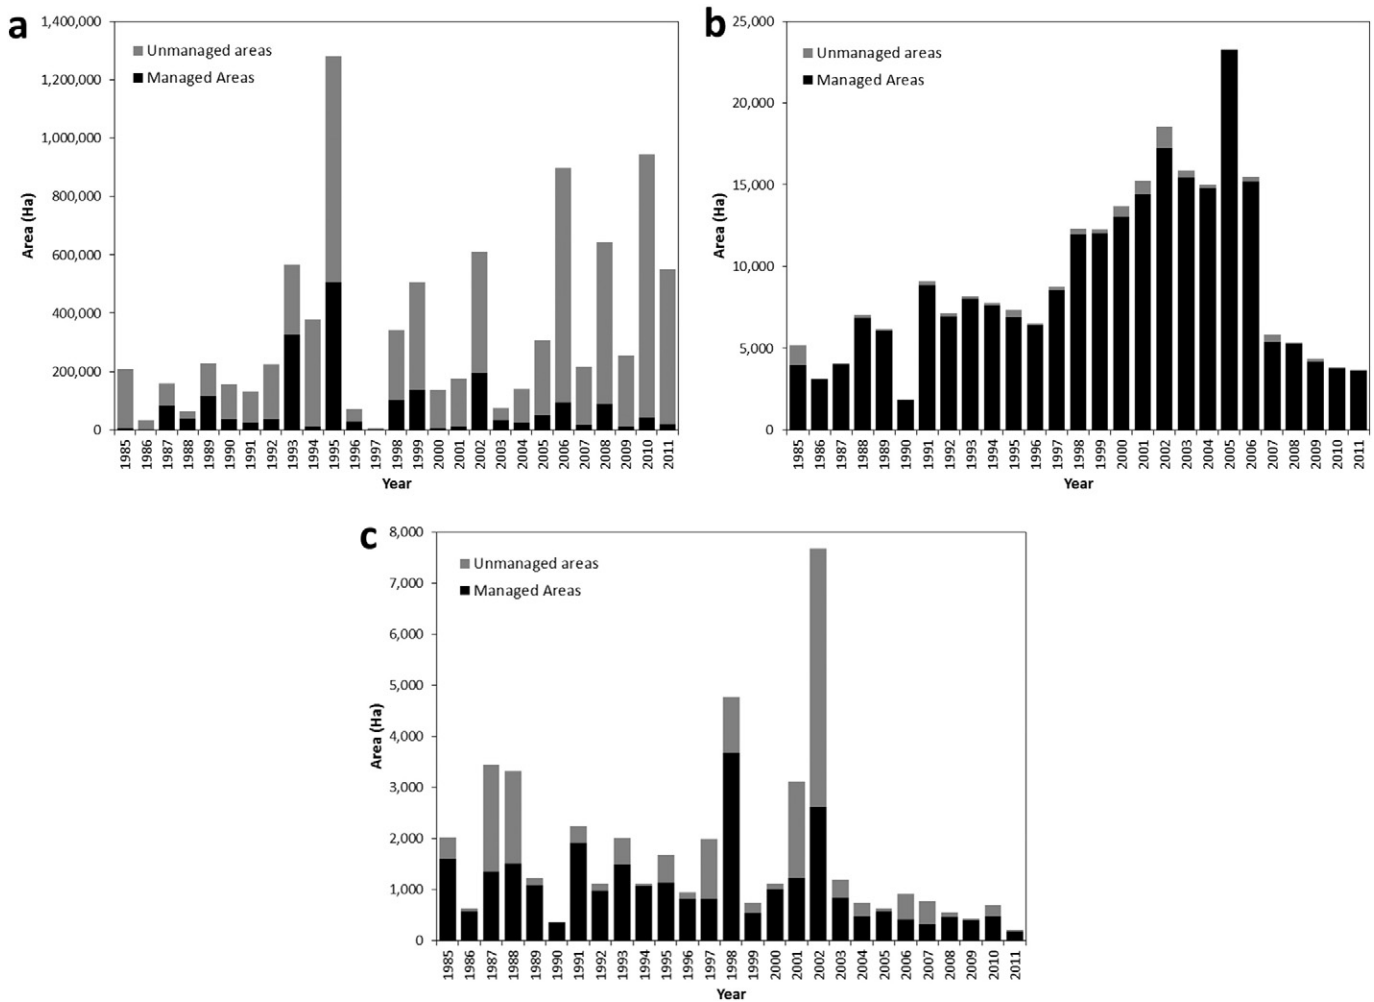 a
1,400,000
1,200,000
1,000,000
800,000
600,000
400,000
200,000
0
Area (Ha)
Unmanaged areas
Managed Areas
1985 1986 1987 1988 1989 1990 1991 1992 1993 1994 1995 1996 1997 1998 1999 2000 2001 2002 2003 2004 2005 2006 2007 2008 2009 2010 2011
Year
b
25,000
20,000
15,000
10,000
5,000
0
Area (Ha)
Unmanaged areas
Managed Areas
1985 1986 1987 1988 1989 1990 1991 1992 1993 1994 1995 1996 1997 1998 1999 2000 2001 2002 2003 2004 2005 2006 2007 2008 2009 2010 2011
Year
c
8,000
7,000
6,000
5,000
4,000
3,000
2,000
1,000
0
Area (Ha)
Unmanaged areas
Managed Areas
1985 1986 1987 1988 1989 1990 1991 1992 1993 1994 1995 1996 1997 1998 1999 2000 2001 2002 2003 2004 2005 2006 2007 2008 2009 2010 2011
Year